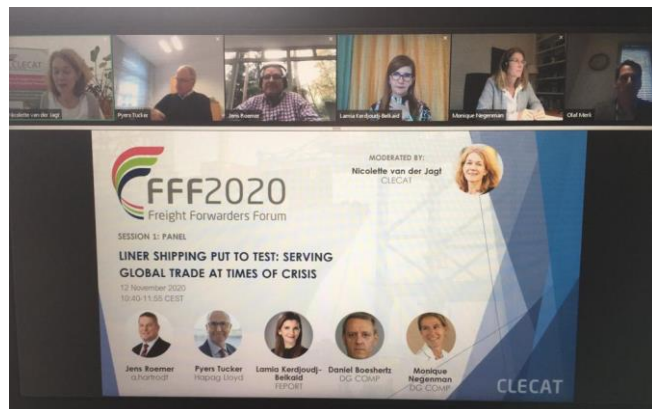 CLECAT
Nicolette van der Jagt
Pyers Tucker
Jens Roemer
Lamia Kerdjoudj-Belkaid
Monique Negenman
Olaf Merk
FFF2020
Freight Forwarders Forum
MODERATED BY:
Nicolette van der Jagt
CLECAT
SESSION 1: PANEL
LINER SHIPPING PUT TO TEST: SERVING
GLOBAL TRADE AT TIMES OF CRISIS
12 November 2020
10:40-11:55 CEST
Jens Roemer
a.hartrodt
Pyers Tucker
Hapag Lloyd
Lamia Kerdjoudj-
Belkaid
FEPORT
Daniel Boeshertz
DG COMP
Monique
Negenman
DG COMP
CLECAT